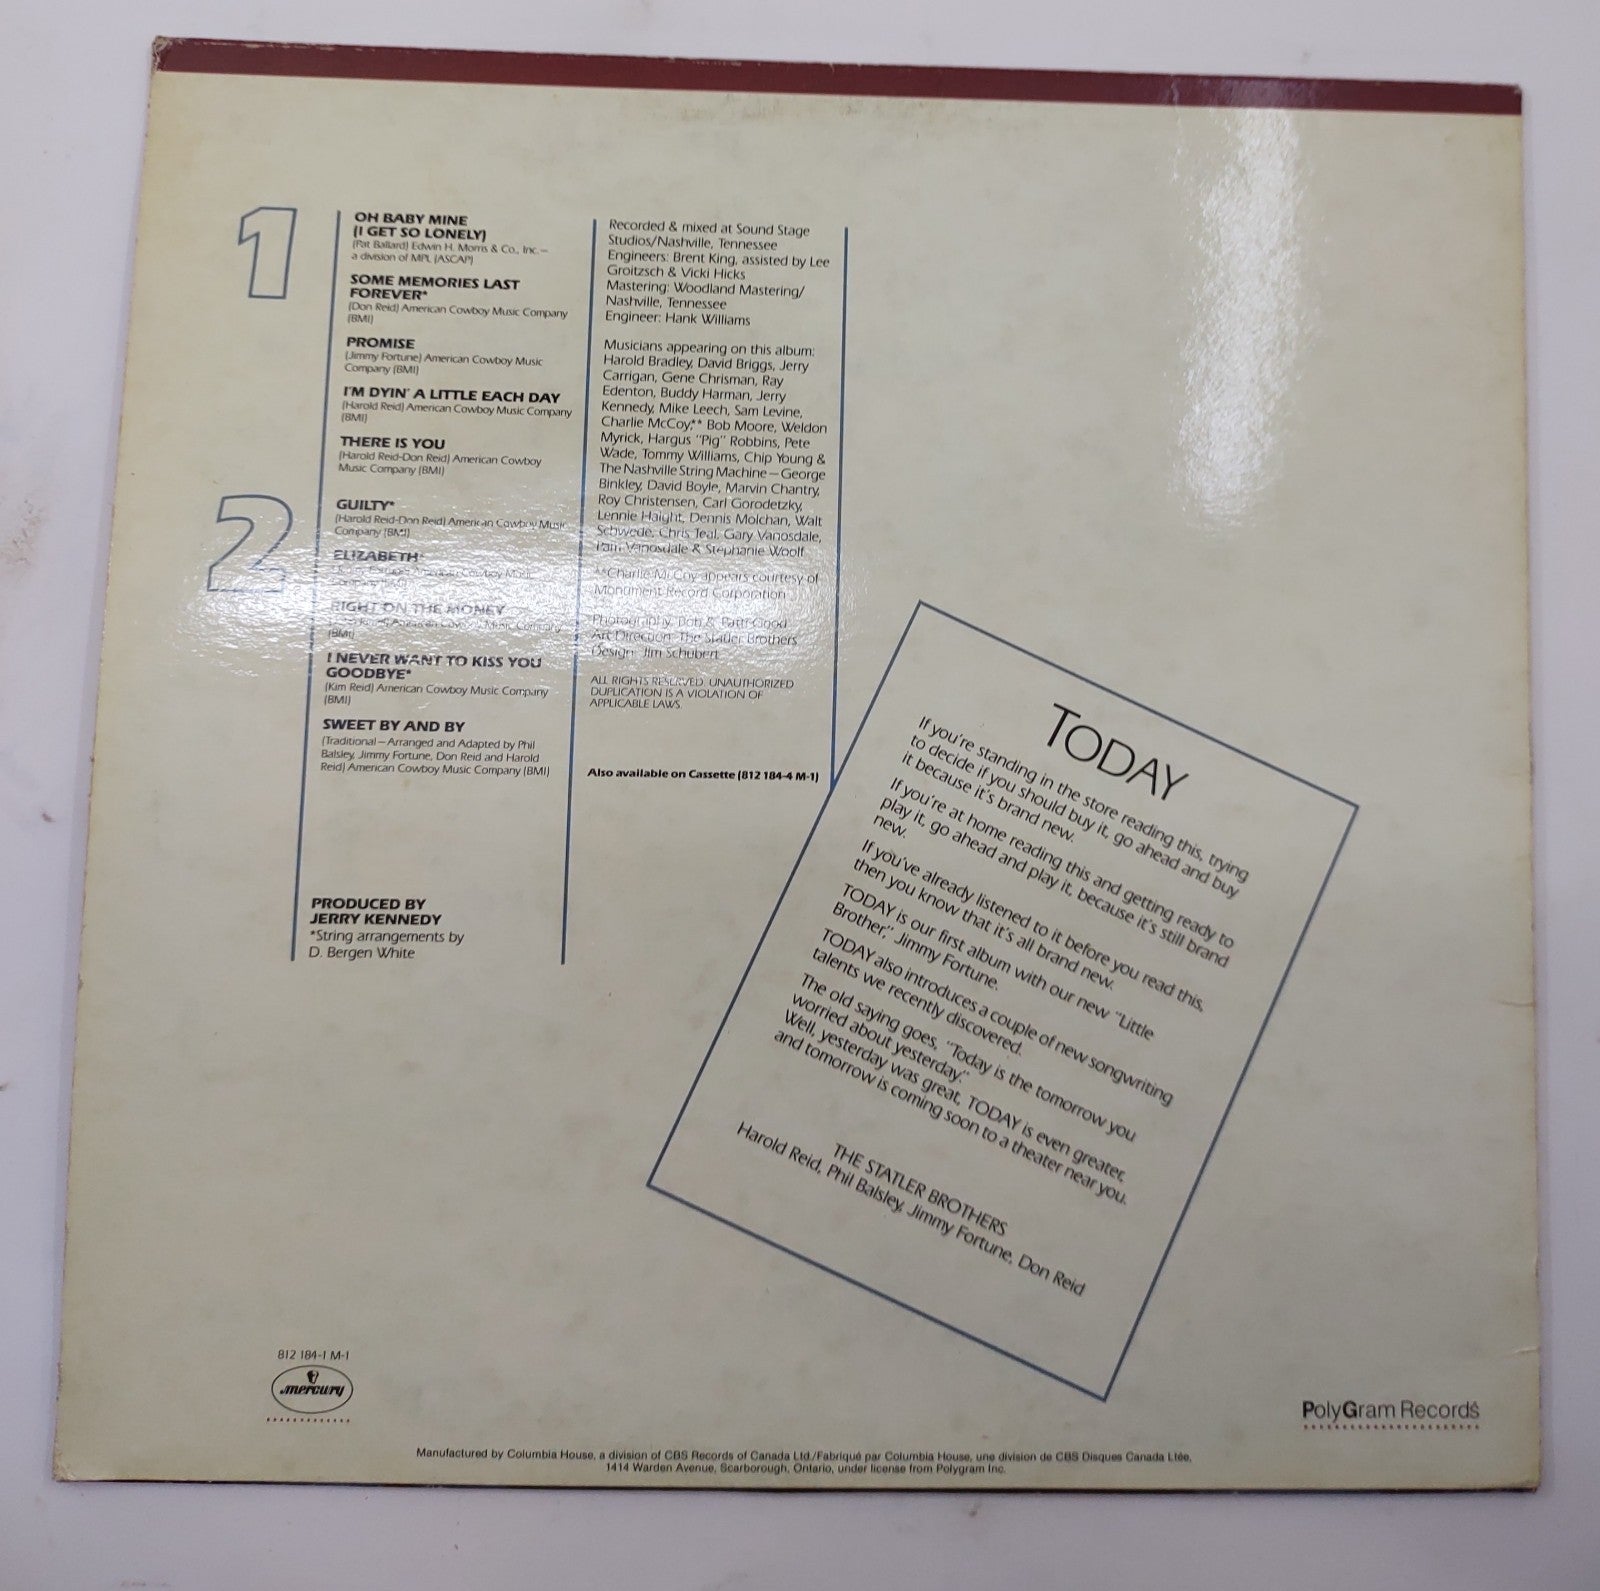 1
OH BABY MINE
(I GET SO LONELY)
(Pat Ballard) Edwin H. Morris & Co., Inc.—
a division of MPL (ASCAP)
SOME MEMORIES LAST
FOREVER*
(Don Reid) American Cowboy Music Company
(BMI)
PROMISE
(Jimmy Fortune) American Cowboy Music
Company (BMI)
I'M DYIN' A LITTLE EACH DAY
(Harold Reid) American Cowboy Music Company
(BMI)
THERE IS YOU
(Harold Reid-Don Reid) American Cowboy
Music Company (BMI)
2
GUILTY*
(Harold Reid-Don Reid) American Cowboy Music
Company (BMI)
ELIZABETH*
American Cowboy Music
Company (BMI)
RIGHT ON THE MONEY
American Cowboy Music Company
(BMI)
I NEVER WANT TO KISS YOU
GOODBYE*
(Kim Reid) American Cowboy Music Company
(BMI)
SWEET BY AND BY
(Traditional—Arranged and Adapted by Phil
Balsley, Jimmy Fortune, Don Reid and Harold
Reid) American Cowboy Music Company (BMI)
PRODUCED BY
JERRY KENNEDY
*String arrangements by
D. Bergen White
Recorded & mixed at Sound Stage
Studios/Nashville, Tennessee
Engineers: Brent King, assisted by Lee
Groitzsch & Vicki Hicks
Mastering: Woodland Mastering/
Nashville, Tennessee
Engineer: Hank Williams
Musicians appearing on this album:
Harold Bradley, David Briggs, Jerry
Carrigan, Gene Chrisman, Ray
Edenton, Buddy Harman, Jerry
Kennedy, Mike Leech, Sam Levine,
Charlie McCoy,** Bob Moore, Weldon
Myrick, Hargus "Pig" Robbins, Pete
Wade, Tommy Williams, Chip Young &
The Nashville String Machine—George
Binkley, David Boyle, Marvin Chantry,
Roy Christensen, Carl Gorodetzky,
Lennie Haight, Dennis Molchan, Walt
Schwede, Chris Teal, Gary Vanosdale,
Pam Vanosdale & Stephanie Woolf
**Charlie McCoy appears courtesy of
Monument Record Corporation
Photography: Bob & Patti Ogod
Art Direction: The Statler Brothers
Design: Jim Schubert
ALL RIGHTS RESERVED. UNAUTHORIZED
DUPLICATION IS A VIOLATION OF
APPLICABLE LAWS.
Also available on Cassette (812 184-4 M-1)
TODAY
If you're standing in the store reading this, trying
to decide if you should buy it, go ahead and buy
it because it's brand new.
If you're at home reading this and getting ready to
play it, go ahead and play it, because it's still brand
new.
If you've already listened to it before you read this,
then you know that it's all brand new.
TODAY is our first album with our new "Little
Brother," Jimmy Fortune.
TODAY also introduces a couple of new songwriting
talents we recently discovered.
The old saying goes, "Today is the tomorrow you
worried about yesterday."
Well, yesterday was great, TODAY is even greater,
and tomorrow is coming soon to a theater near you.
THE STATLER BROTHERS
Harold Reid, Phil Balsley, Jimmy Fortune, Don Reid
812 184-1 M-1
mercury
PolyGram Records
Manufactured by Columbia House, a division of CBS Records of Canada Ltd./Fabriqué par Columbia House, une division de CBS Disques Canada Ltée,
1414 Warden Avenue, Scarborough, Ontario, under license from Polygram Inc.